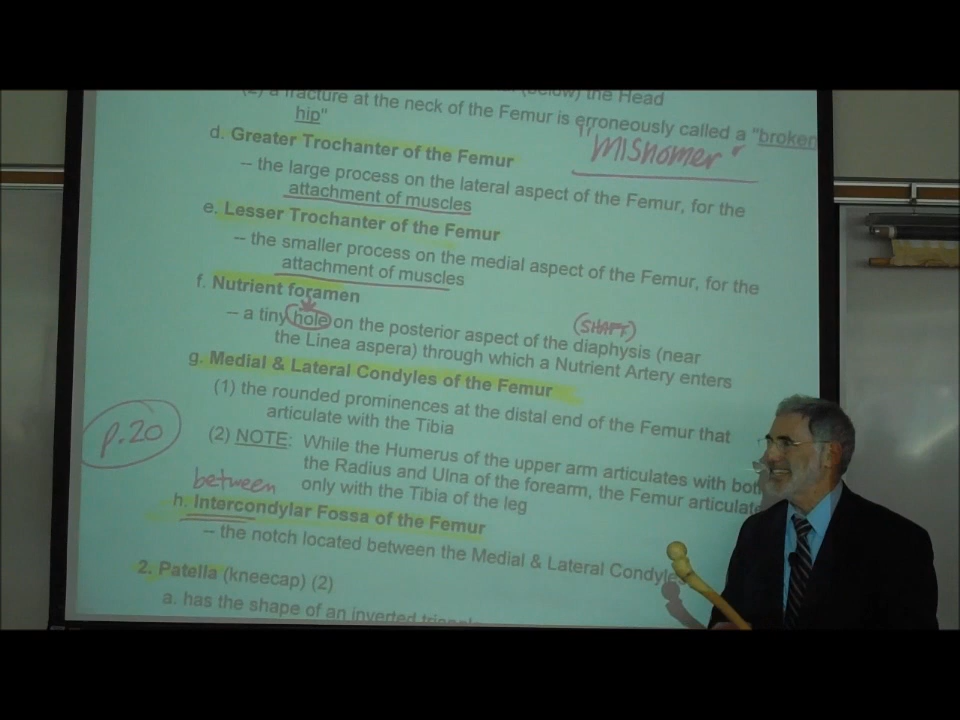 (below) the Head
(2) a fracture at the neck of the Femur is erroneously called a "broken
hip"
"MISNOMER"
d. Greater Trochanter of the Femur
-- the large process on the lateral aspect of the Femur, for the
attachment of muscles
e. Lesser Trochanter of the Femur
-- the smaller process on the medial aspect of the Femur, for the
attachment of muscles
f. Nutrient foramen
(SHAFT)
-- a tiny hole on the posterior aspect of the diaphysis (near
the Linea aspera) through which a Nutrient Artery enters
g. Medial & Lateral Condyles of the Femur
(1) the rounded prominences at the distal end of the Femur that
articulate with the Tibia
p.20
(2) NOTE: While the Humerus of the upper arm articulates with both
the Radius and Ulna of the forearm, the Femur articulates
only with the Tibia of the leg
between
h. Intercondylar Fossa of the Femur
-- the notch located between the Medial & Lateral Condyles
2. Patella (kneecap) (2)
a. has the shape of an inverted